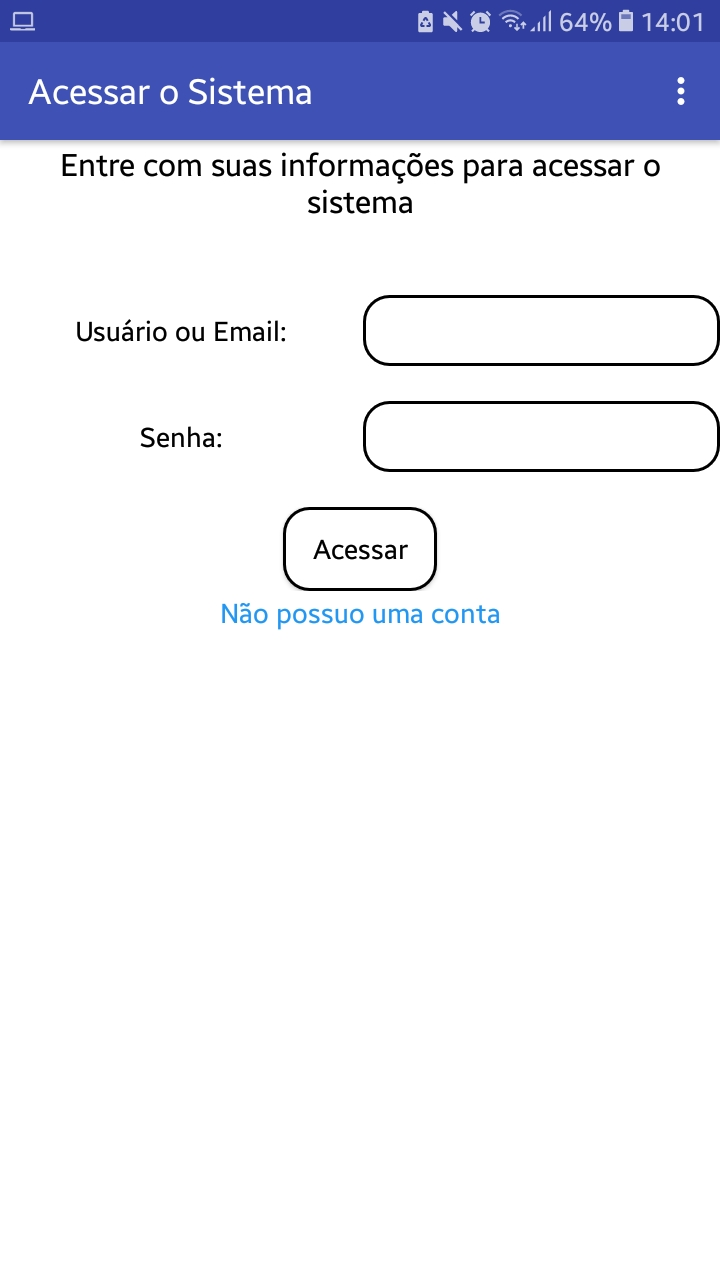 64% 14:01
Acessar o Sistema
Entre com suas informações para acessar o
sistema
Usuário ou Email:
Senha:
Acessar
Não possuo uma conta